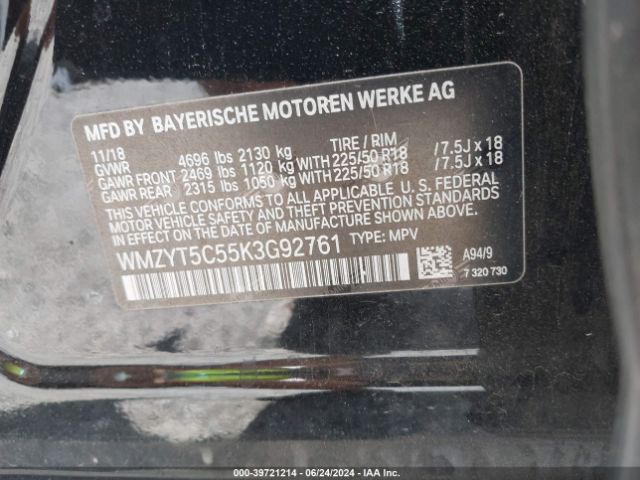 MFD BY BAYERISCHE MOTOREN WERKE AG
11/18 TIRE / RIM
GVWR 4696 lbs 2130 kg
GAWR FRONT 2469 lbs 1120 kg WITH 225/50 R18 /7.5J x 18
GAWR REAR 2315 lbs 1050 kg WITH 225/50 R18 /7.5J x 18
THIS VEHICLE CONFORMS TO ALL APPLICABLE U. S. FEDERAL
MOTOR VEHICLE SAFETY, BUMPER, AND THEFT PREVENTION
STANDARDS IN EFFECT ON THE DATE OF MANUFACTURE SHOWN ABOVE.
WMZYT5C55K3G92761 TYPE: MPV
A94/9
7 320 730
000-39721214 | 06/24/2024 | IAA Inc.